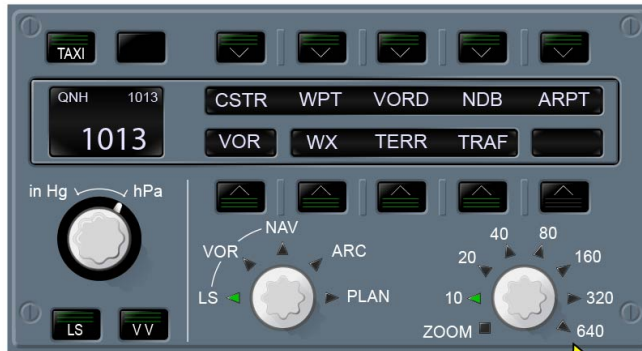 TAXI
QNH 1013
1013
CSTR WPT VORD NDB ARPT
VOR WX TERR TRAF
in Hg hPa
NAV
VOR ARC
LS PLAN
40 80
20 160
10 320
ZOOM 640
LS V V